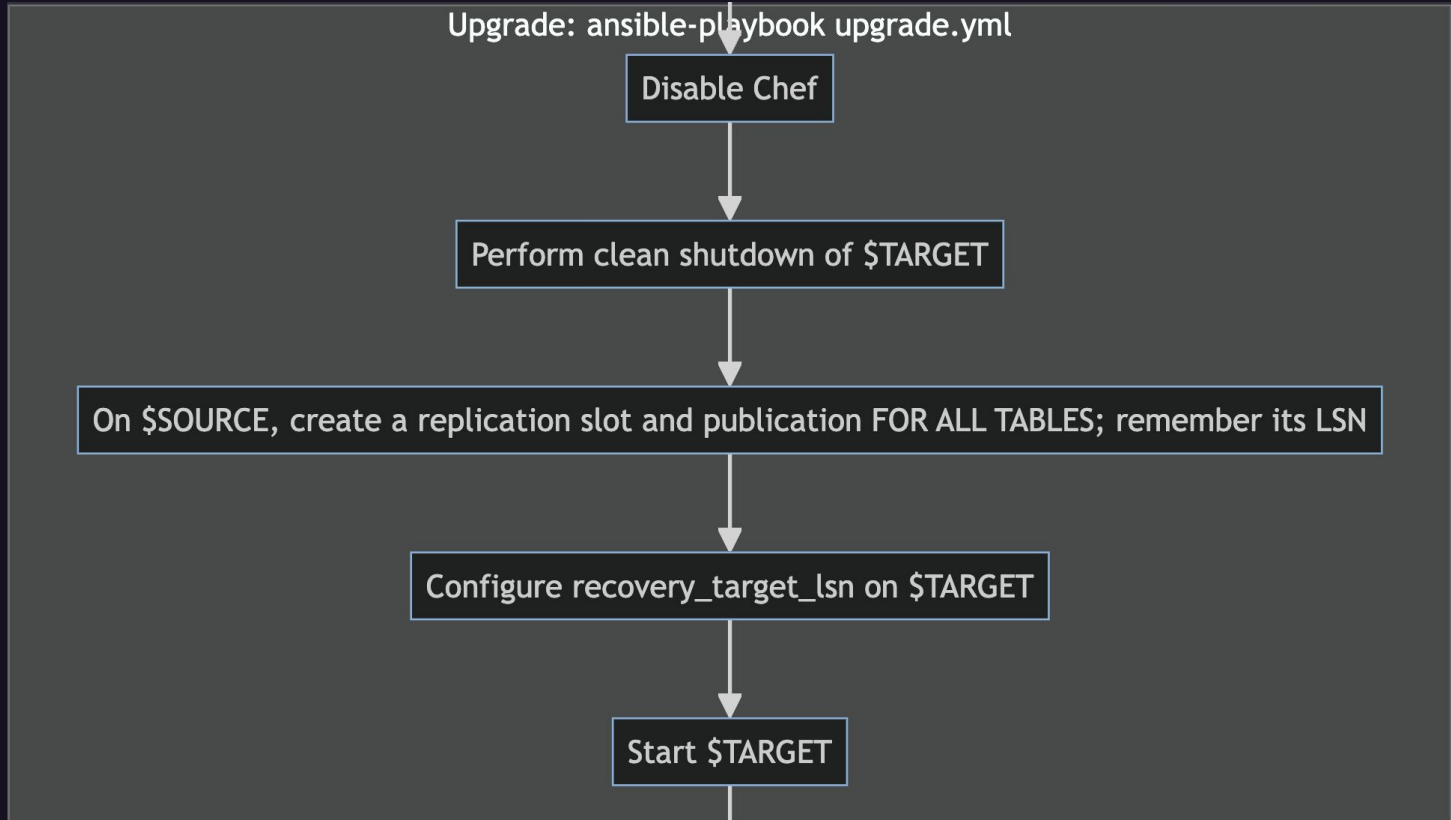 Upgrade: ansible-playbook upgrade.yml
Disable Chef
Perform clean shutdown of $TARGET
On $SOURCE, create a replication slot and publication FOR ALL TABLES; remember its LSN
Configure recovery_target_lsn on $TARGET
Start $TARGET